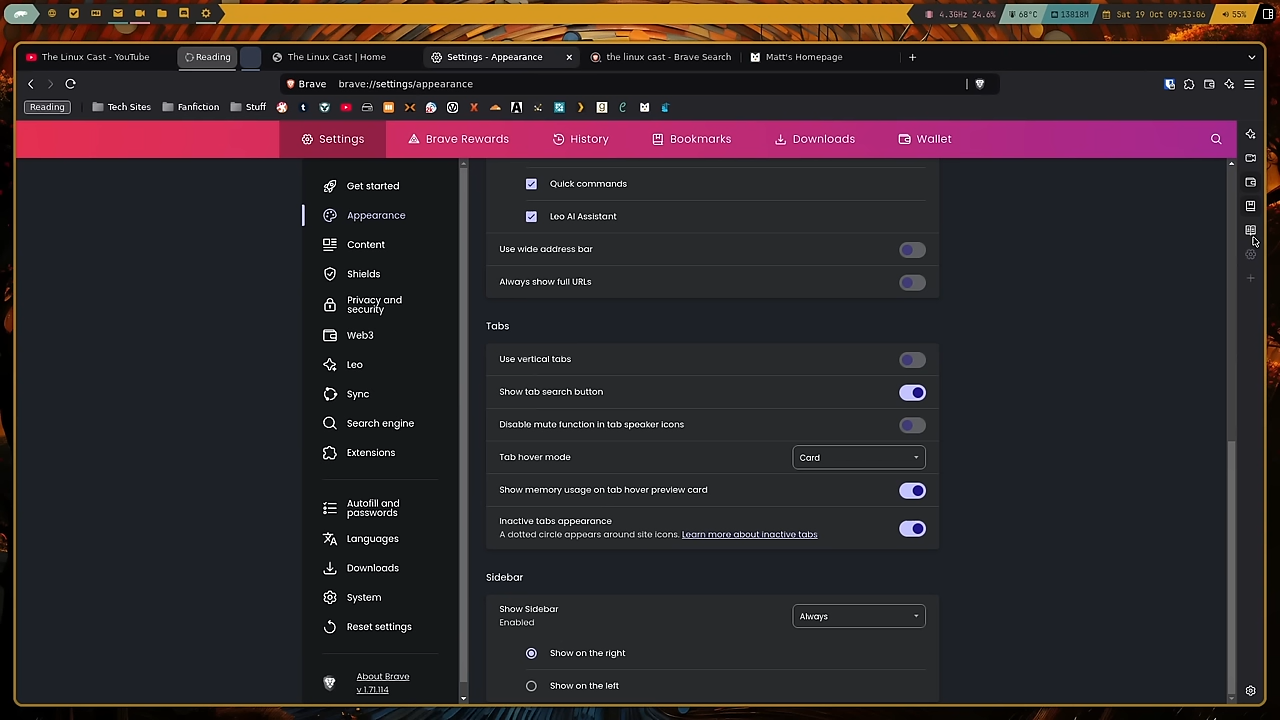 4.3GHz 24.6%
68°C
13818M
Sat 19 Oct 09:13:06
55%
The Linux Cast - YouTube
Reading
The Linux Cast | Home
Settings - Appearance
the linux cast - Brave Search
Matt's Homepage
Brave
brave://settings/appearance
Reading
Tech Sites
Fanfiction
Stuff
Settings
Brave Rewards
History
Bookmarks
Downloads
Wallet
Get started
Appearance
Content
Shields
Privacy and
security
Web3
Leo
Sync
Search engine
Extensions
Autofill and
passwords
Languages
Downloads
System
Reset settings
About Brave
v 1.71.114
Quick commands
Leo AI Assistant
Use wide address bar
Always show full URLs
Tabs
Use vertical tabs
Show tab search button
Disable mute function in tab speaker icons
Tab hover mode
Card
Show memory usage on tab hover preview card
Inactive tabs appearance
A dotted circle appears around site icons. Learn more about inactive tabs
Sidebar
Show Sidebar
Enabled
Always
Show on the right
Show on the left